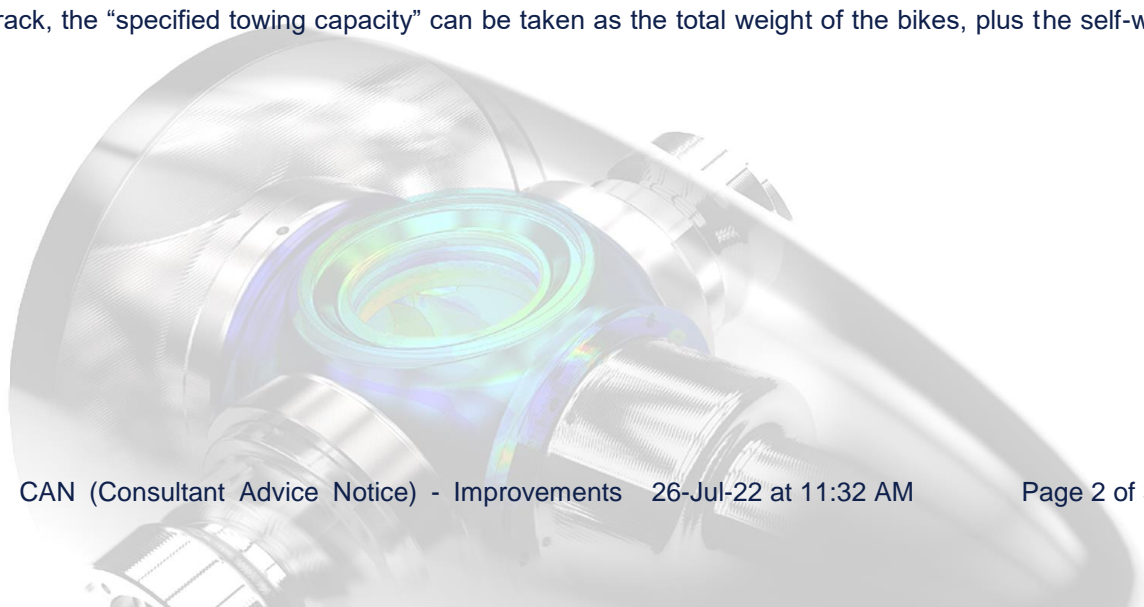 rack, the “specified towing capacity” can be taken as the total weight of the bikes, plus the self-w
CAN (Consultant Advice Notice) - Improvements 26-Jul-22 at 11:32 AM Page 2 of